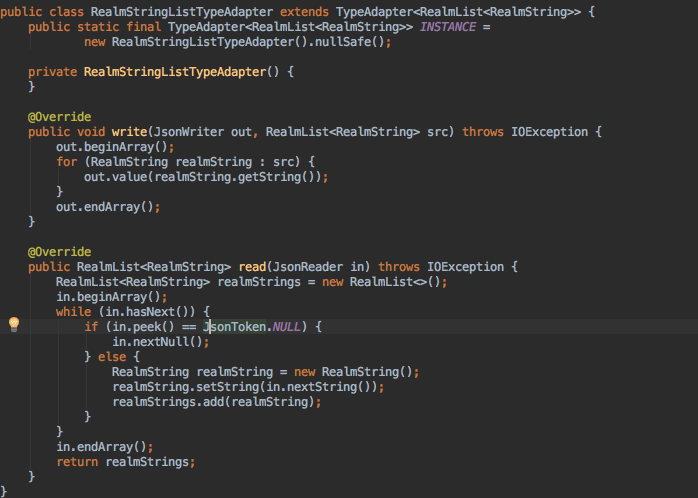 public class RealmStringListTypeAdapter extends TypeAdapter<RealmList<RealmString>> {
    public static final TypeAdapter<RealmList<RealmString>> INSTANCE =
            new RealmStringListTypeAdapter().nullSafe();

    private RealmStringListTypeAdapter() {
    }

    @Override
    public void write(JsonWriter out, RealmList<RealmString> src) throws IOException {
        out.beginArray();
        for (RealmString realmString : src) {
            out.value(realmString.getString());
        }
        out.endArray();
    }

    @Override
    public RealmList<RealmString> read(JsonReader in) throws IOException {
        RealmList<RealmString> realmStrings = new RealmList<>();
        in.beginArray();
        while (in.hasNext()) {
            if (in.peek() == JsonToken.NULL) {
                in.nextNull();
            } else {
                RealmString realmString = new RealmString();
                realmString.setString(in.nextString());
                realmStrings.add(realmString);
            }
        }
        in.endArray();
        return realmStrings;
    }
}